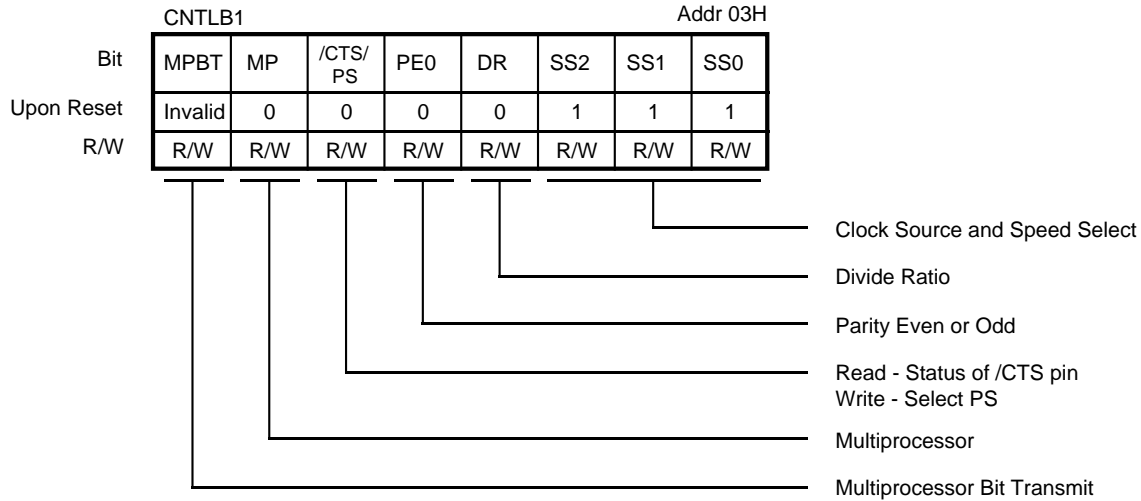 CNTLB1 Addr 03H
Bit MPBT MP /CTS/ PS PE0 DR SS2 SS1 SS0
Upon Reset Invalid 0 0 0 0 1 1 1
R/W R/W R/W R/W R/W R/W R/W R/W R/W
Clock Source and Speed Select
Divide Ratio
Parity Even or Odd
Read - Status of /CTS pin
Write - Select PS
Multiprocessor
Multiprocessor Bit Transmit